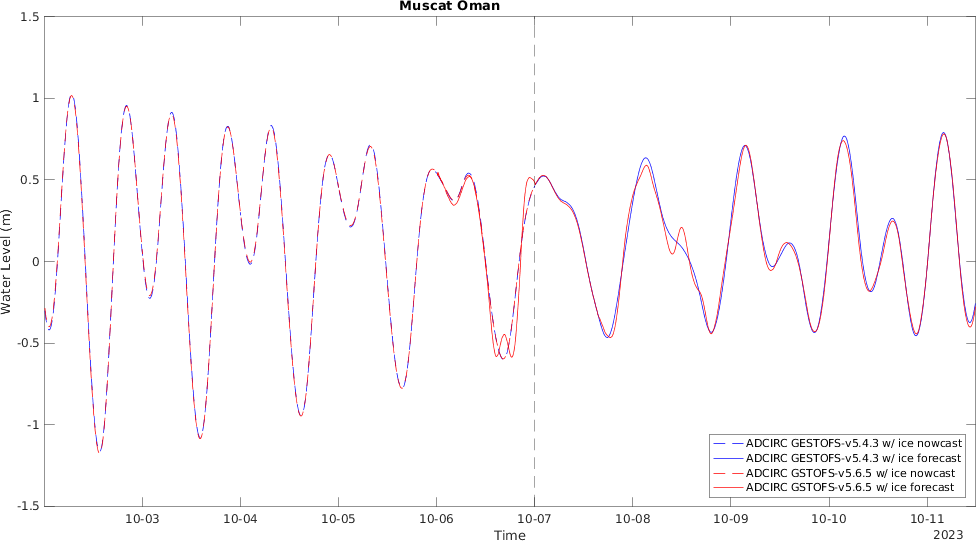 Muscat Oman
1.5
1
0.5
0
-0.5
-1
-1.5
Water Level (m)
ADCIRC GESTOFS-v5.4.3 w/ ice nowcast
ADCIRC GESTOFS-v5.4.3 w/ ice forecast
ADCIRC GSTOFS-v5.6.5 w/ ice nowcast
ADCIRC GSTOFS-v5.6.5 w/ ice forecast
10-03 10-04 10-05 10-06 10-07 10-08 10-09 10-10 10-11
Time 2023